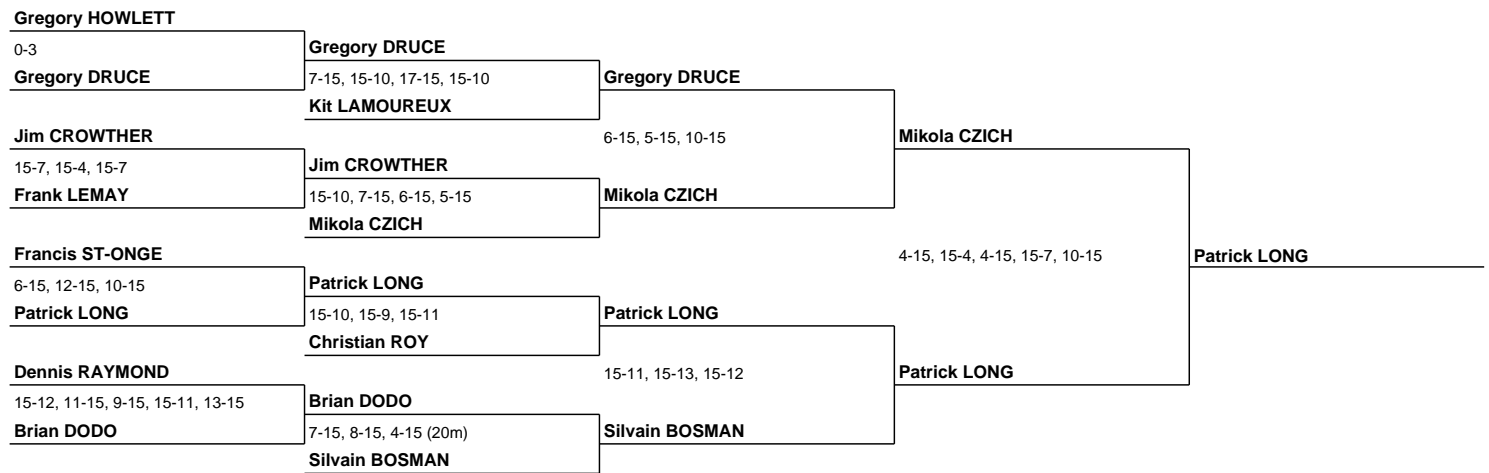 Gregory HOWLETT
0-3
Gregory DRUCE
Jim CROWTHER
15-7, 15-4, 15-7
Frank LEMAY
Francis ST-ONGE
6-15, 12-15, 10-15
Patrick LONG
Dennis RAYMOND
15-12, 11-15, 9-15, 15-11, 13-15
Brian DODO
Gregory DRUCE
7-15, 15-10, 17-15, 15-10
Kit LAMOUREUX
Jim CROWTHER
15-10, 7-15, 6-15, 5-15
Mikola CZICH
Patrick LONG
15-10, 15-9, 15-11
Christian ROY
Brian DODO
7-15, 8-15, 4-15 (20m)
Silvain BOSMAN
Gregory DRUCE
6-15, 5-15, 10-15
Mikola CZICH
Patrick LONG
15-11, 15-13, 15-12
Silvain BOSMAN
Mikola CZICH
4-15, 15-4, 4-15, 15-7, 10-15
Patrick LONG
Patrick LONG